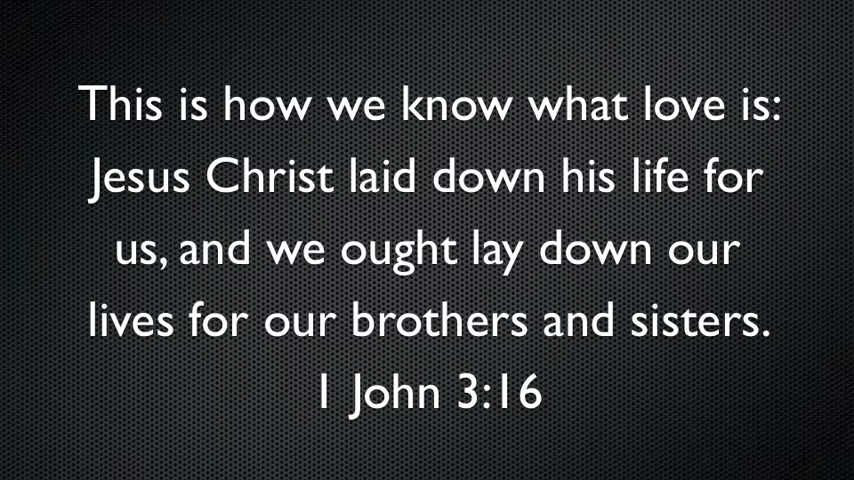 This is how we know what love is:
Jesus Christ laid down his life for
us, and we ought lay down our
lives for our brothers and sisters.
1 John 3:16